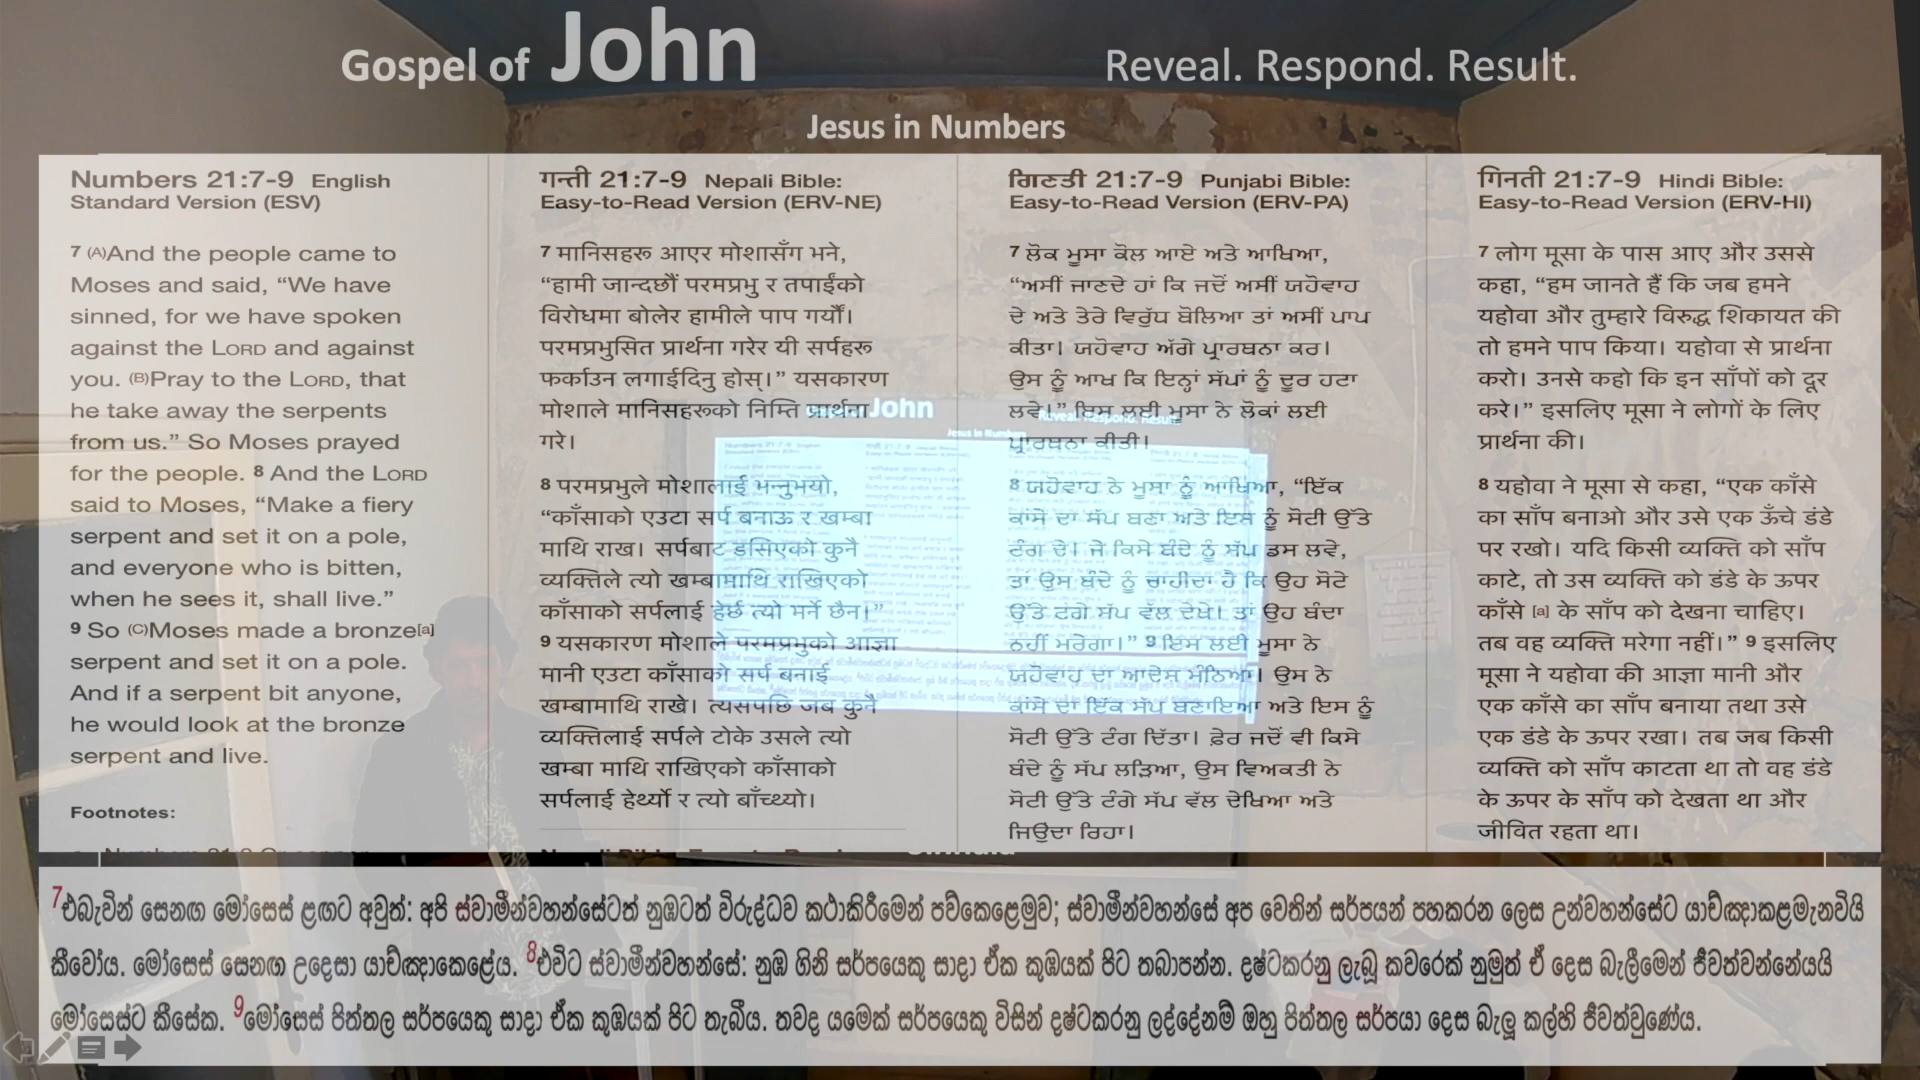 Gospel of John
Reveal. Respond. Result.
Jesus in Numbers
Numbers 21:7-9 English
Standard Version (ESV)
7 (A)And the people came to
Moses and said, “We have
sinned, for we have spoken
against the LORD and against
you. (B)Pray to the LORD, that
he take away the serpents
from us.” So Moses prayed
for the people. 8 And the LORD
said to Moses, “Make a fiery
serpent and set it on a pole,
and everyone who is bitten,
when he sees it, shall live.”
9 So (C)Moses made a bronze[a]
serpent and set it on a pole.
And if a serpent bit anyone,
he would look at the bronze
serpent and live.
Footnotes:
गन्ती 21:7-9 Nepali Bible:
Easy-to-Read Version (ERV-NE)
7 मानिसहरू आएर मोशासँग भने,
“हामी जान्दछौं परमप्रभु र तपाईंको
विरोधमा बोलेर हामीले पाप गर्यौं।
परमप्रभुसित प्रार्थना गरेर यी सर्पहरू
फर्काउन लगाईदिनु होस्।” यसकारण
मोशाले मानिसहरूको निम्ति प्रार्थना
गरे।
8 परमप्रभुले मोशालाई भन्नुभयो,
“काँसाको एउटा सर्प बनाऊ र खम्बा
माथि राख। सर्पबाट डसिएको कुनै
व्यक्तिले त्यो खम्बामाथि राखिएको
काँसाको सर्पलाई हेर्छ त्यो मर्ने छैन।”
9 यसकारण मोशाले परमप्रभुको आज्ञा
मानी एउटा काँसाको सर्प बनाई
खम्बामाथि राखे। त्यसपछि जब कुनै
व्यक्तिलाई सर्पले टोके उसले त्यो
खम्बा माथि राखिएको काँसाको
सर्पलाई हेर्थ्यो र त्यो बाँच्थ्यो।
ਗਿਣਤੀ 21:7-9 Punjabi Bible:
Easy-to-Read Version (ERV-PA)
7 ਲੋਕ ਮੂਸਾ ਕੋਲ ਆਏ ਅਤੇ ਆਖਿਆ,
“ਅਸੀਂ ਜਾਣਦੇ ਹਾਂ ਕਿ ਜਦੋਂ ਅਸੀਂ ਯਹੋਵਾਹ
ਦੇ ਅਤੇ ਤੇਰੇ ਵਿਰੁੱਧ ਬੋਲਿਆ ਤਾਂ ਅਸੀਂ ਪਾਪ
ਕੀਤਾ। ਯਹੋਵਾਹ ਅੱਗੇ ਪ੍ਰਾਰਥਨਾ ਕਰ।
ਉਸ ਨੂੰ ਆਖ ਕਿ ਇਨ੍ਹਾਂ ਸੱਪਾਂ ਨੂੰ ਦੂਰ ਹਟਾ
ਲਵੇ।” ਇਸ ਲਈ ਮੂਸਾ ਨੇ ਲੋਕਾਂ ਲਈ
ਪ੍ਰਾਰਥਨਾ ਕੀਤੀ।
8 ਯਹੋਵਾਹ ਨੇ ਮੂਸਾ ਨੂੰ ਆਖਿਆ, “ਇੱਕ
ਕਾਂਸੇ ਦਾ ਸੱਪ ਬਣਾ ਅਤੇ ਇਸ ਨੂੰ ਸੋਟੀ ਉੱਤੇ
ਟੰਗ ਦੇ। ਜੇ ਕਿਸੇ ਬੰਦੇ ਨੂੰ ਸੱਪ ਡਸ ਲਵੇ,
ਤਾਂ ਉਸ ਬੰਦੇ ਨੂੰ ਚਾਹੀਦਾ ਹੈ ਕਿ ਉਹ ਸੋਟੇ
ਉੱਤੇ ਟੰਗੇ ਸੱਪ ਵੱਲ ਦੇਖੇ। ਤਾਂ ਉਹ ਬੰਦਾ
ਨਹੀਂ ਮਰੇਗਾ।” 9 ਇਸ ਲਈ ਮੂਸਾ ਨੇ
ਯਹੋਵਾਹ ਦਾ ਆਦੇਸ਼ ਮੰਨਿਆ। ਉਸ ਨੇ
ਕਾਂਸੇ ਦਾ ਇੱਕ ਸੱਪ ਬਣਾਇਆ ਅਤੇ ਇਸ ਨੂੰ
ਸੋਟੀ ਉੱਤੇ ਟੰਗ ਦਿੱਤਾ। ਫ਼ੇਰ ਜਦੋਂ ਵੀ ਕਿਸੇ
ਬੰਦੇ ਨੂੰ ਸੱਪ ਲੜਿਆ, ਉਸ ਵਿਅਕਤੀ ਨੇ
ਸੋਟੀ ਉੱਤੇ ਟੰਗੇ ਸੱਪ ਵੱਲ ਦੇਖਿਆ ਅਤੇ
ਜਿਉਂਦਾ ਰਿਹਾ।
गिनती 21:7-9 Hindi Bible:
Easy-to-Read Version (ERV-HI)
7 लोग मूसा के पास आए और उससे
कहा, “हम जानते हैं कि जब हमने
यहोवा और तुम्हारे विरुद्ध शिकायत की
तो हमने पाप किया। यहोवा से प्रार्थना
करो। उनसे कहो कि इन साँपों को दूर
करे।” इसलिए मूसा ने लोगों के लिए
प्रार्थना की।
8 यहोवा ने मूसा से कहा, “एक काँसे
का साँप बनाओ और उसे एक ऊँचे डंडे
पर रखो। यदि किसी व्यक्ति को साँप
काटे, तो उस व्यक्ति को डंडे के ऊपर
काँसे [a] के साँप को देखना चाहिए।
तब वह व्यक्ति मरेगा नहीं।” 9 इसलिए
मूसा ने यहोवा की आज्ञा मानी और
एक काँसे का साँप बनाया तथा उसे
एक डंडे के ऊपर रखा। तब जब किसी
व्यक्ति को साँप काटता था तो वह डंडे
के ऊपर के साँप को देखता था और
जीवित रहता था।
John
Reveal. Respond. Result.
Jesus in Numbers
7 එබැවින් සෙනඟ මෝසෙස් ළඟට අවුත්: අපි ස්වාමීන්වහන්සේටත් නුඹටත් විරුද්ධව කථාකිරීමෙන් පව්කෙළෙමුව; ස්වාමීන්වහන්සේ අප වෙතින් සර්පයන් පහකරන ලෙස උන්වහන්සේට යාච්ඤාකළමැනවියි
කීවෝය. මෝසෙස් සෙනඟ උදෙසා යාච්ඤාකෙළේය. 8 එවිට ස්වාමීන්වහන්සේ: නුඹ ගිනි සර්පයෙකු සාදා ඒක කුඹයක් පිට තබාපන්න. දෂ්ටකරනු ලැබූ කවරෙක් නුමුත් ඒ දෙස බැලීමෙන් ජීවත්වන්නේයයි
මෝසෙස්ට කීසේක. 9 මෝසෙස් පිත්තල සර්පයෙකු සාදා ඒක කුඹයක් පිට තැබීය. තවද යමෙක් සර්පයෙකු විසින් දෂ්ටකරනු ලද්දේනම් ඔහු පිත්තල සර්පයා දෙස බැලූ කල්හි ජීවත්වුණේය.